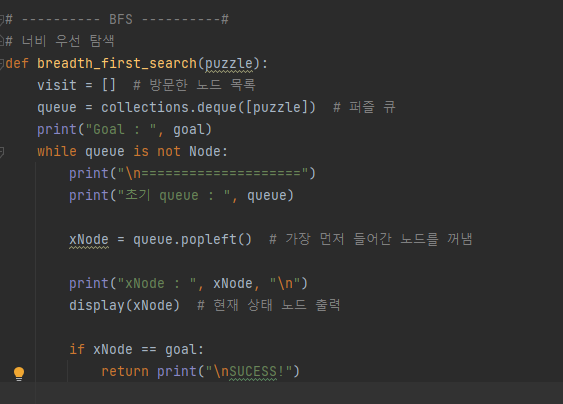 # ---------- BFS ----------#
# 너비 우선 탐색
def breadth_first_search(puzzle):
    visit = []  # 방문한 노드 목록
    queue = collections.deque([puzzle])  # 퍼즐 큐
    print("Goal : ", goal)
    while queue is not Node:
        print("\n====================")
        print("초기 queue : ", queue)
        xNode = queue.popleft()  # 가장 먼저 들어간 노드를 꺼냄
        print("xNode : ", xNode, "\n")
        display(xNode)  # 현재 상태 노드 출력
        if xNode == goal:
            return print("\nSUCESS!")